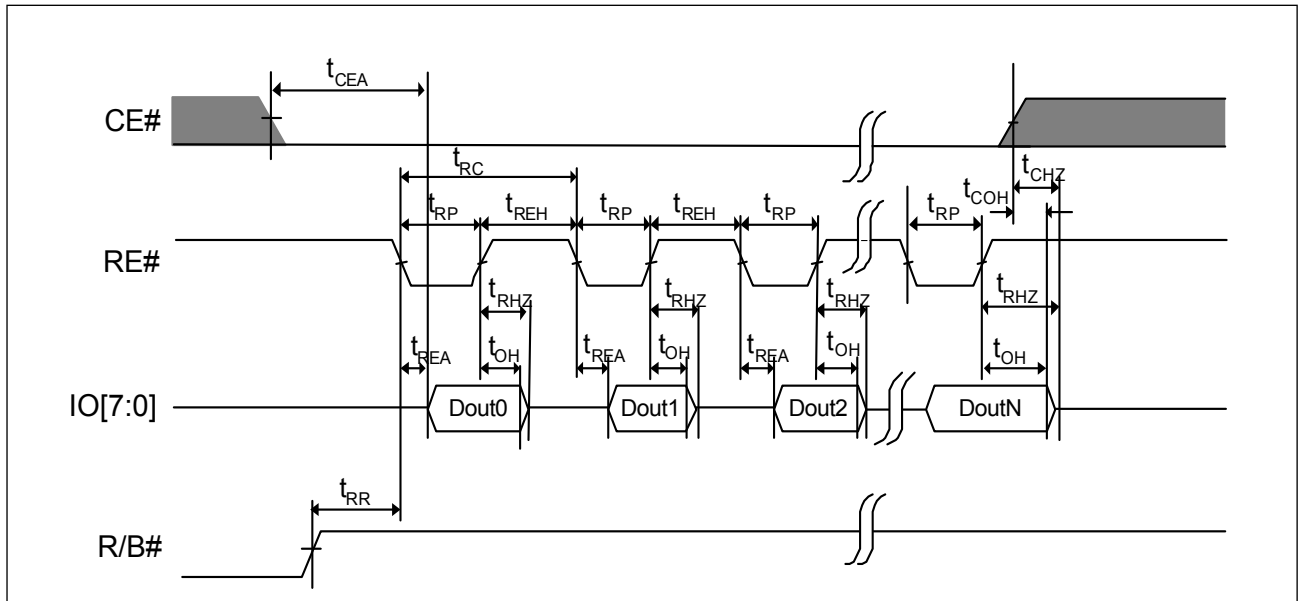 tCEA
CE#
tRC
tCHZ
tCOH
tRP tREH tRP tREH tRP tRP
RE#
tRHZ tRHZ tRHZ tRHZ
tREA tOH tREA tOH tREA tOH tOH
IO[7:0] Dout0 Dout1 Dout2 DoutN
tRR
R/B#